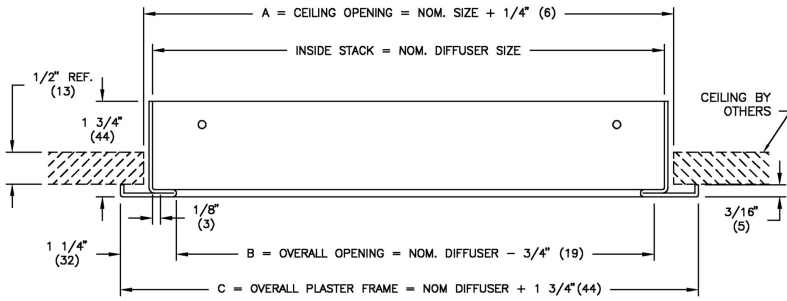 A = CEILING OPENING = NOM. SIZE + 1/4" (6)
INSIDE STACK = NOM. DIFFUSER SIZE
1/2" REF.
(13)
1 3/4"
(44)
CEILING BY
OTHERS
1/8"
(3)
3/16"
(5)
1 1/4"
(32)
B = OVERALL OPENING = NOM. DIFFUSER – 3/4" (19)
C = OVERALL PLASTER FRAME = NOM DIFFUSER + 1 3/4"(44)